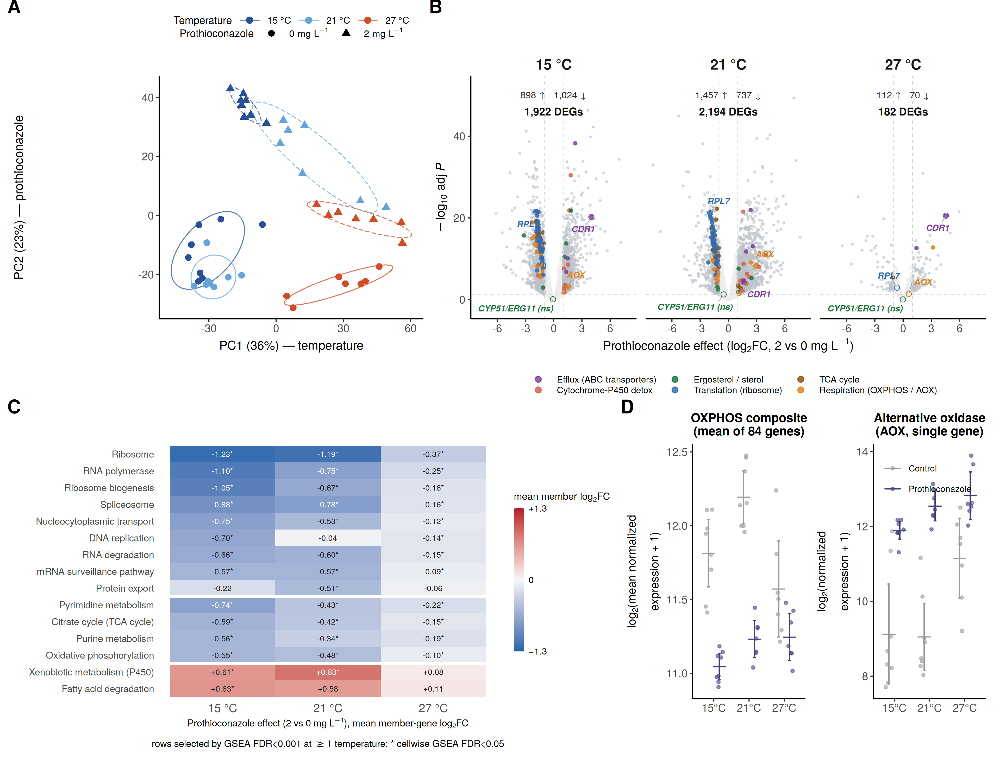 A
Temperature 15 °C 21 °C 27 °C
Prothioconazole 0 mg L−1 2 mg L−1
PC2 (23%) — prothioconazole
40
20
0
-20
-30 0 30 60
PC1 (36%) — temperature
B
15 °C 21 °C 27 °C
898 ↑ 1,024 ↓ 1,457 ↑ 737 ↓ 112 ↑ 70 ↓
1,922 DEGs 2,194 DEGs 182 DEGs
− log10 adj P
40
20
0
RPL7
CDR1
AOX
CYP51/ERG11 (ns)
RPL7
AOX
CDR1
CYP51/ERG11 (ns)
CDR1
RPL7
AOX
CYP51/ERG11 (ns)
-6 -3 0 3 6 -6 -3 0 3 6 -6 -3 0 3 6
Prothioconazole effect (log2FC, 2 vs 0 mg L−1)
Efflux (ABC transporters) Ergosterol / sterol TCA cycle
Cytochrome-P450 detox Translation (ribosome) Respiration (OXPHOS / AOX)
C
Ribosome -1.23* -1.19* -0.37*
RNA polymerase -1.10* -0.75* -0.25*
Ribosome biogenesis -1.05* -0.67* -0.18*
Spliceosome -0.88* -0.78* -0.16*
Nucleocytoplasmic transport -0.75* -0.53* -0.12*
DNA replication -0.70* -0.04 -0.14*
RNA degradation -0.66* -0.60* -0.15*
mRNA surveillance pathway -0.57* -0.57* -0.09*
Protein export -0.22 -0.51* -0.06
Pyrimidine metabolism -0.74* -0.43* -0.22*
Citrate cycle (TCA cycle) -0.59* -0.42* -0.15*
Purine metabolism -0.56* -0.34* -0.19*
Oxidative phosphorylation -0.55* -0.48* -0.10*
Xenobiotic metabolism (P450) +0.61* +0.83* +0.08
Fatty acid degradation +0.63* +0.58 +0.11
15 °C 21 °C 27 °C
Prothioconazole effect (2 vs 0 mg L−1), mean member-gene log2FC
rows selected by GSEA FDR<0.001 at ≥ 1 temperature; * cellwise GSEA FDR<0.05
mean member log2FC
+1.3
0
−1.3
D
OXPHOS composite
(mean of 84 genes)
log2(mean normalized
expression + 1)
12.5
12.0
11.5
11.0
15°C 21°C 27°C
Alternative oxidase
(AOX, single gene)
log2(normalized
expression + 1)
14
12
10
8
Control
Prothioconazole
15°C 21°C 27°C